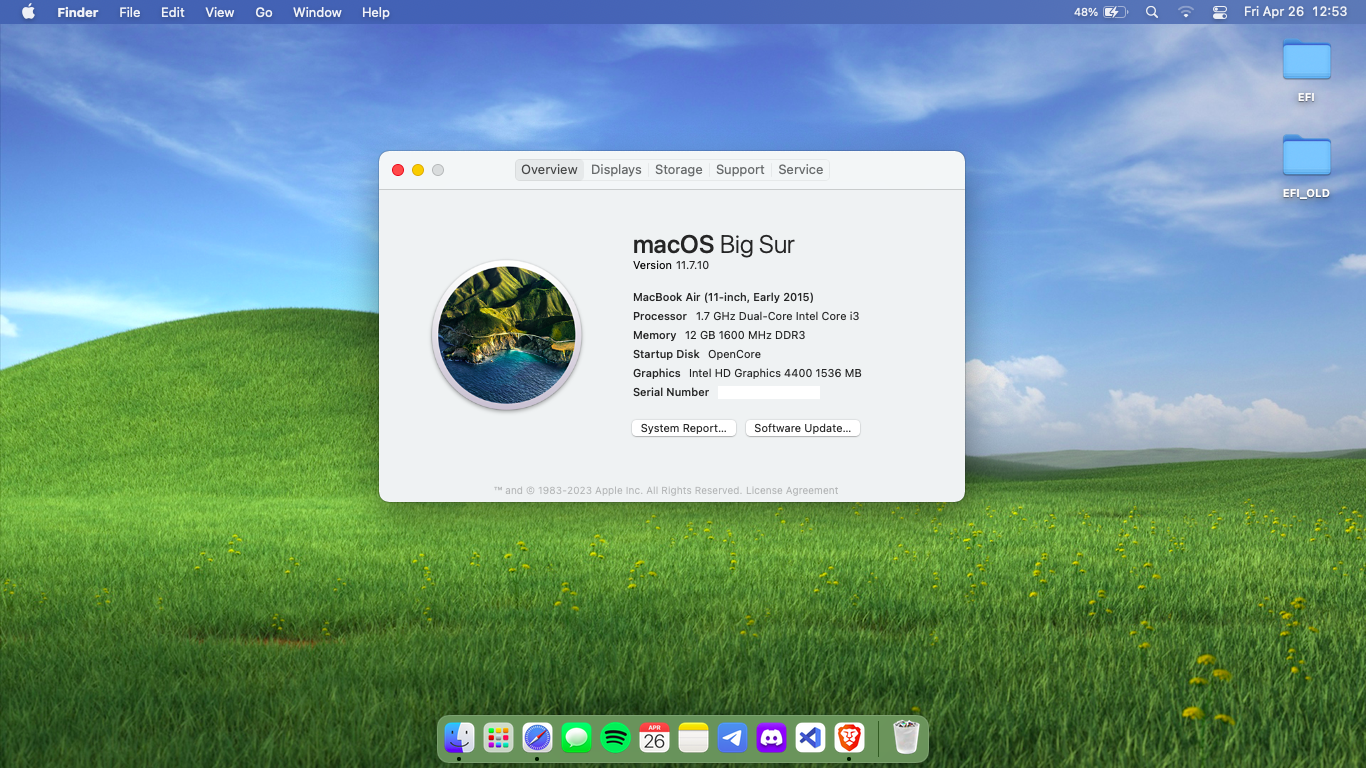 Finder File Edit View Go Window Help 48% Fri Apr 26 12:53
EFI
EFI_OLD
Overview Displays Storage Support Service
macOS Big Sur
Version 11.7.10
MacBook Air (11-inch, Early 2015)
Processor 1.7 GHz Dual-Core Intel Core i3
Memory 12 GB 1600 MHz DDR3
Startup Disk OpenCore
Graphics Intel HD Graphics 4400 1536 MB
Serial Number
System Report... Software Update...
™ and © 1983-2023 Apple Inc. All Rights Reserved. License Agreement
APR
26